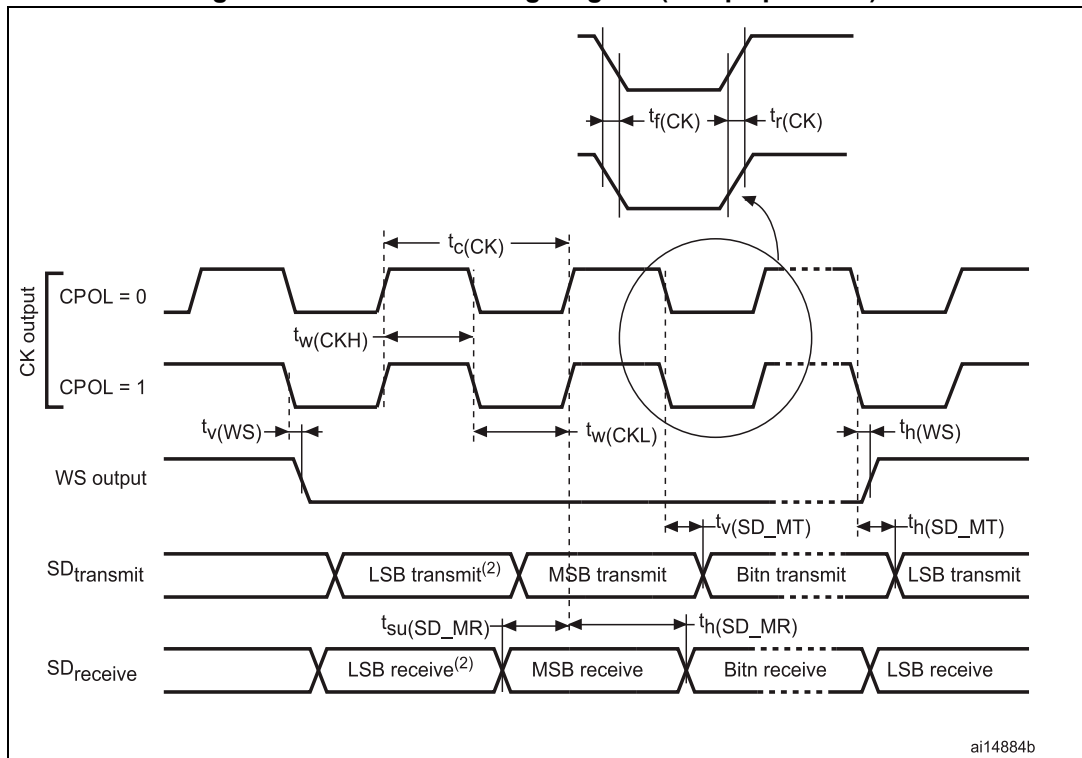 tf(CK)
tr(CK)
tc(CK)
CK output
CPOL = 0
tw(CKH)
CPOL = 1
tv(WS)
tw(CKL)
th(WS)
WS output
tv(SD_MT)
th(SD_MT)
SDtransmit
LSB transmit(2)
MSB transmit
Bitn transmit
LSB transmit
tsu(SD_MR)
th(SD_MR)
SDreceive
LSB receive(2)
MSB receive
Bitn receive
LSB receive
ai14884b